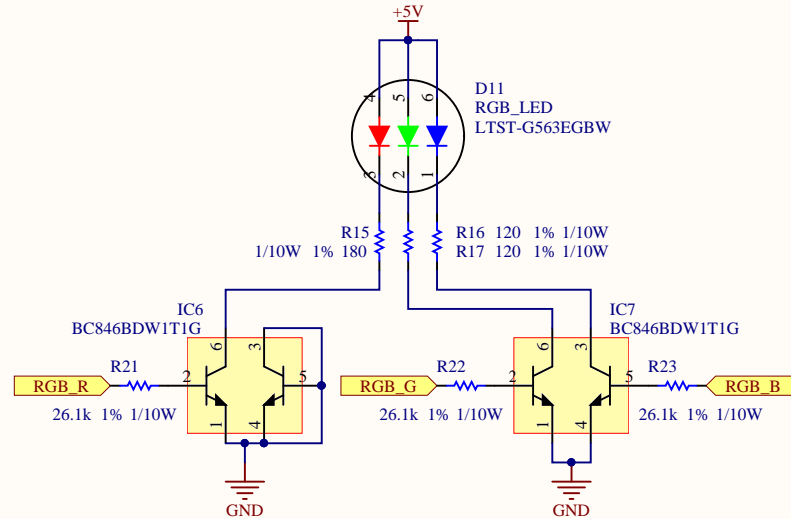 +5V
D11
RGB_LED
LTST-G563EGBW
4
5
6
3
2
1
R15
1/10W 1% 180
R16 120 1% 1/10W
R17 120 1% 1/10W
IC6
BC846BDW1T1G
IC7
BC846BDW1T1G
6
3
6
3
RGB_R
R21
2
5
RGB_G
R22
2
5
R23
RGB_B
26.1k 1% 1/10W
1
4
26.1k 1% 1/10W
1
4
26.1k 1% 1/10W
GND
GND